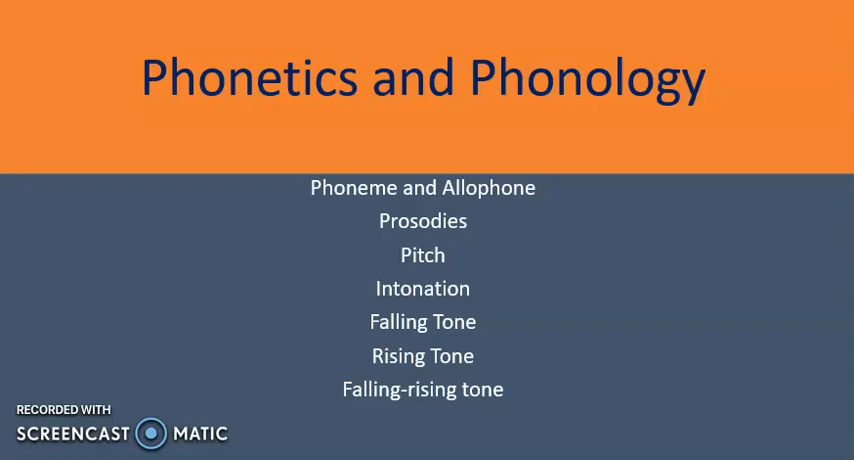 Phonetics and Phonology
Phoneme and Allophone
Prosodies
Pitch
Intonation
Falling Tone
Rising Tone
Falling-rising tone
RECORDED WITH
SCREENCAST MATIC